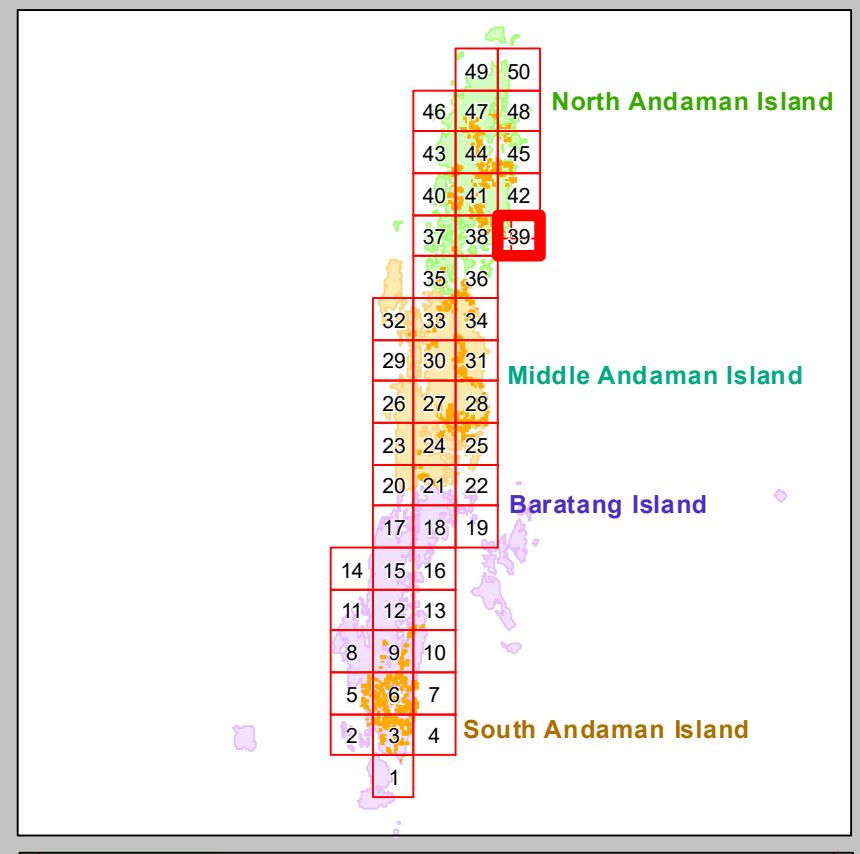 49 50
North Andaman Island
46 47 48
43 44 45
40 41 42
37 38 39
35 36
32 33 34
29 30 31
Middle Andaman Island
26 27 28
23 24 25
20 21 22
Baratang Island
17 18 19
14 15 16
11 12 13
8 9 10
5 6 7
South Andaman Island
2 3 4
1